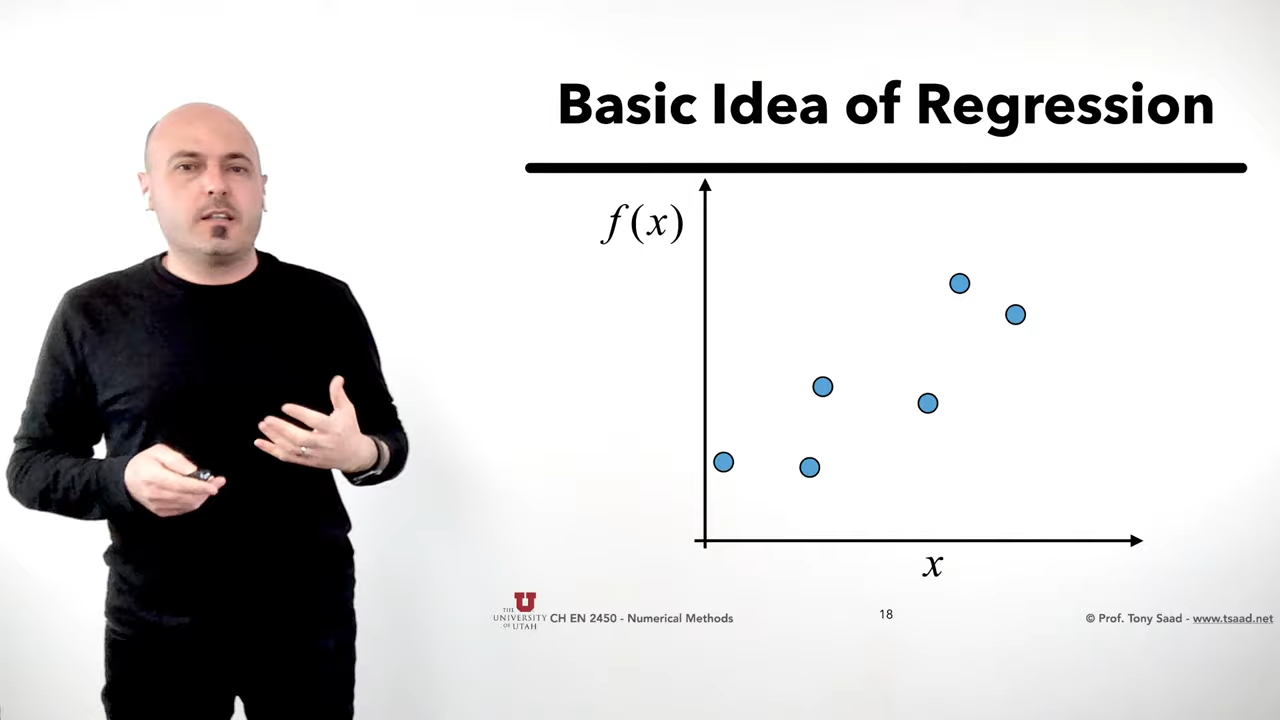 Basic Idea of Regression
f(x)
x
U
THE
UNIVERSITY
OF UTAH
CH EN 2450 - Numerical Methods
18
© Prof. Tony Saad - www.tsaad.net